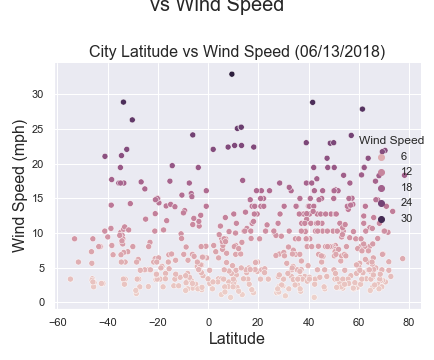 vs Wind Speed
City Latitude vs Wind Speed (06/13/2018)
Wind Speed (mph)
30
25
20
15
10
5
0
Wind Speed
6
12
18
24
30
−60 −40 −20 0 20 40 60 80
Latitude